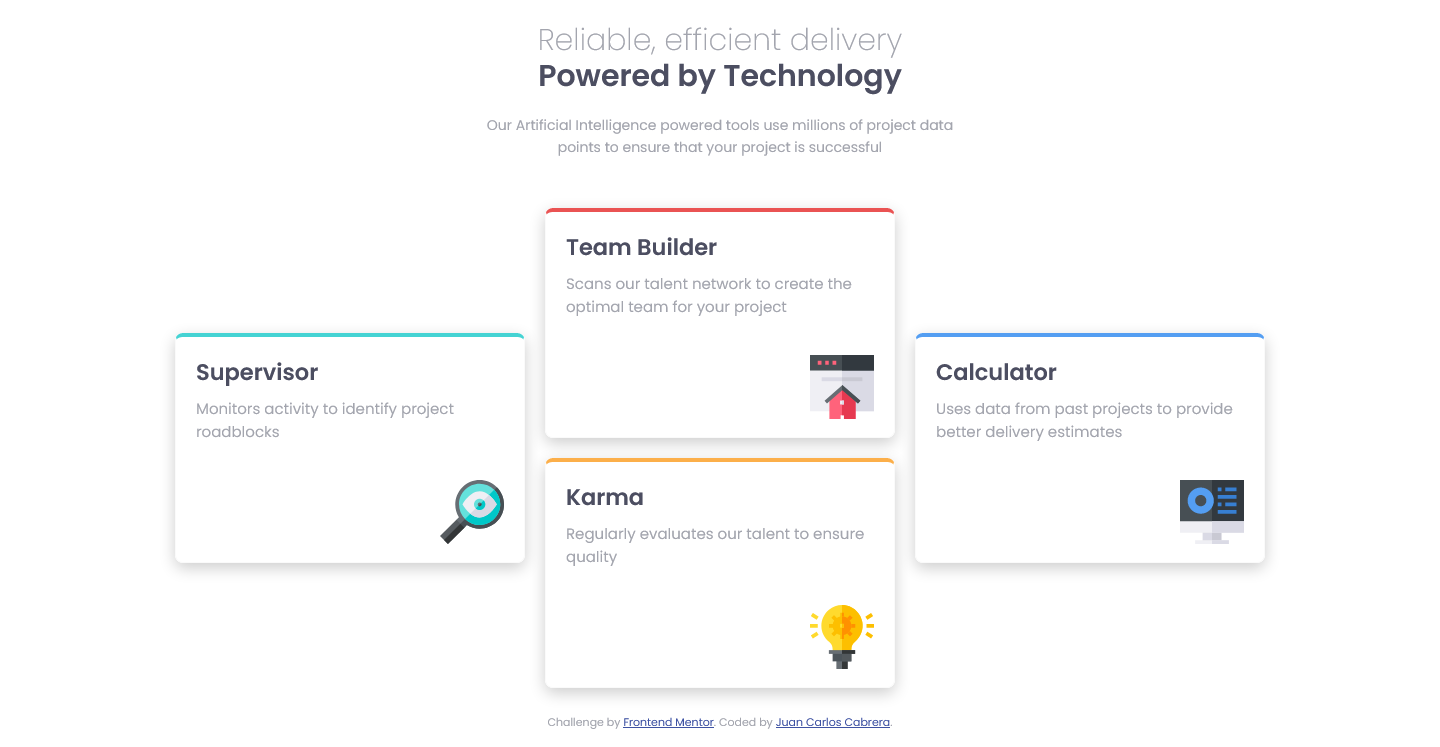 Reliable, efficient delivery
Powered by Technology
Our Artificial Intelligence powered tools use millions of project data
points to ensure that your project is successful
Supervisor
Monitors activity to identify project
roadblocks
Team Builder
Scans our talent network to create the
optimal team for your project
Karma
Regularly evaluates our talent to ensure
quality
Calculator
Uses data from past projects to provide
better delivery estimates
Challenge by Frontend Mentor. Coded by Juan Carlos Cabrera.